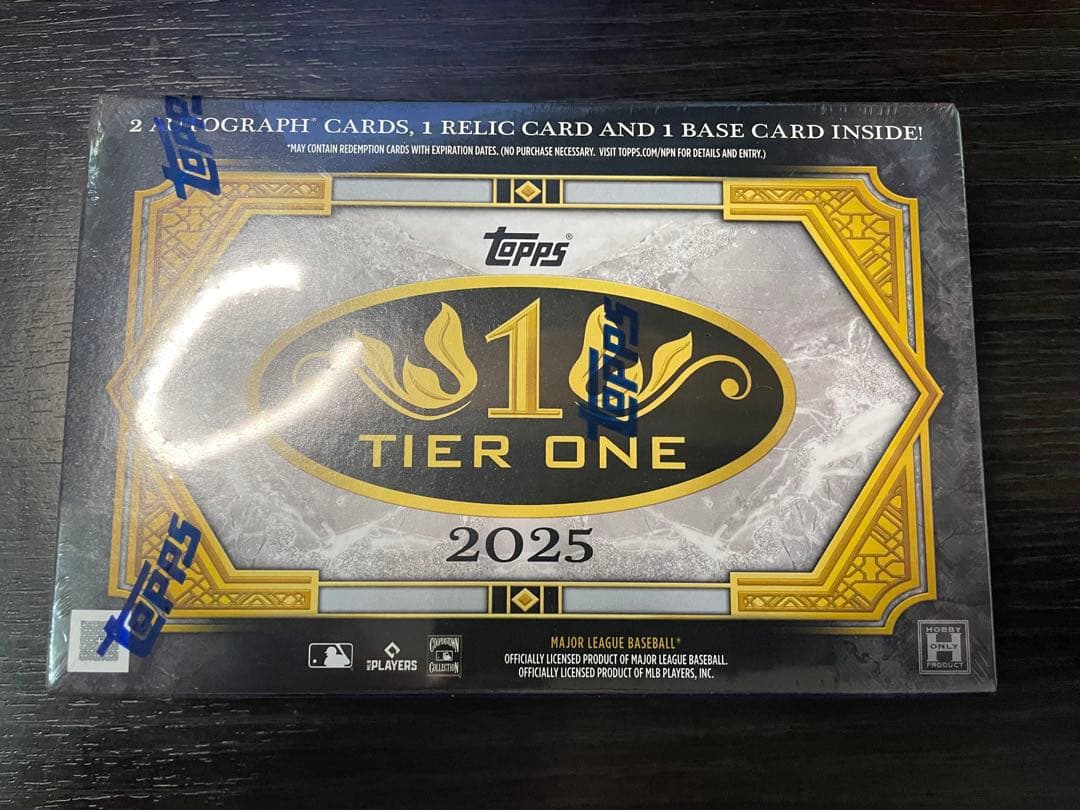 2 AUTOGRAPH* CARDS, 1 RELIC CARD AND 1 BASE CARD INSIDE!
*MAY CONTAIN REDEMPTION CARDS WITH EXPIRATION DATES. (NO PURCHASE NECESSARY. VISIT TOPPS.COM/NPN FOR DETAILS AND ENTRY.)
topps
topps®
1
topps
TIER ONE
2025
topps
MLB PLAYERS
COOPERSTOWN
COLLECTION
MAJOR LEAGUE BASEBALL*
OFFICIALLY LICENSED PRODUCT OF MAJOR LEAGUE BASEBALL.
OFFICIALLY LICENSED PRODUCT OF MLB PLAYERS, INC.
HOBBY
H
ONLY
PRODUCT